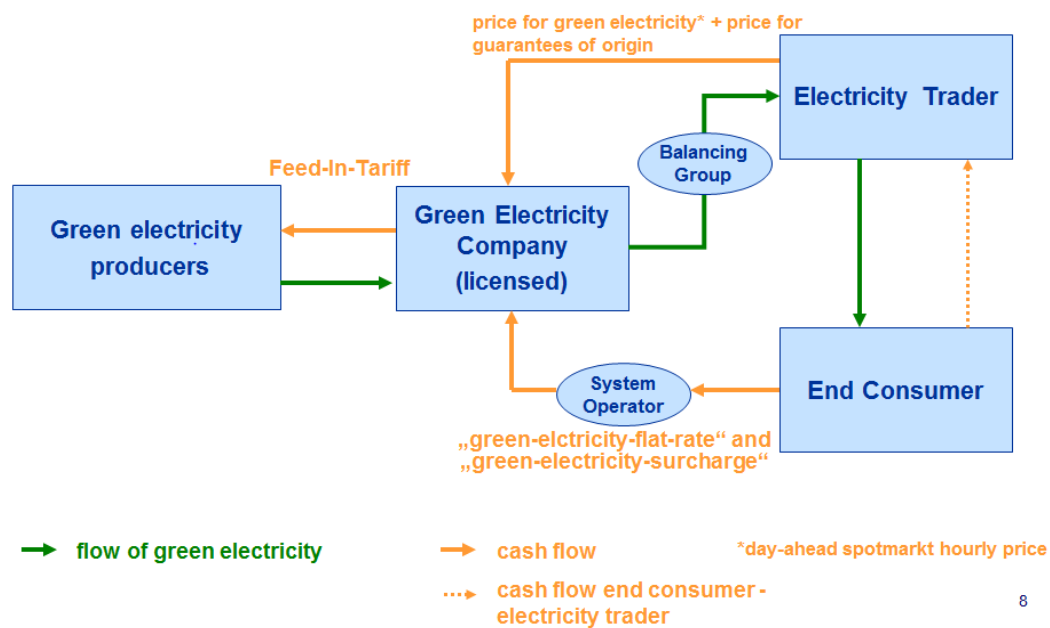 price for green electricity* + price for
guarantees of origin
Electricity Trader
Balancing
Group
Feed-In-Tariff
Green electricity
producers
Green Electricity
Company
(licensed)
System
Operator
End Consumer
„green-elctricity-flat-rate“ and
„green-electricity-surcharge“
flow of green electricity
cash flow
*day-ahead spotmarkt hourly price
cash flow end consumer -
electricity trader
8